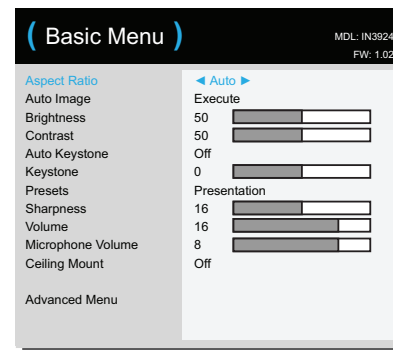 ( Basic Menu )
MDL: IN3924
FW: 1.02
Aspect Ratio ◄ Auto ►
Auto Image Execute
Brightness 50
Contrast 50
Auto Keystone Off
Keystone 0
Presets Presentation
Sharpness 16
Volume 16
Microphone Volume 8
Ceiling Mount Off
Advanced Menu